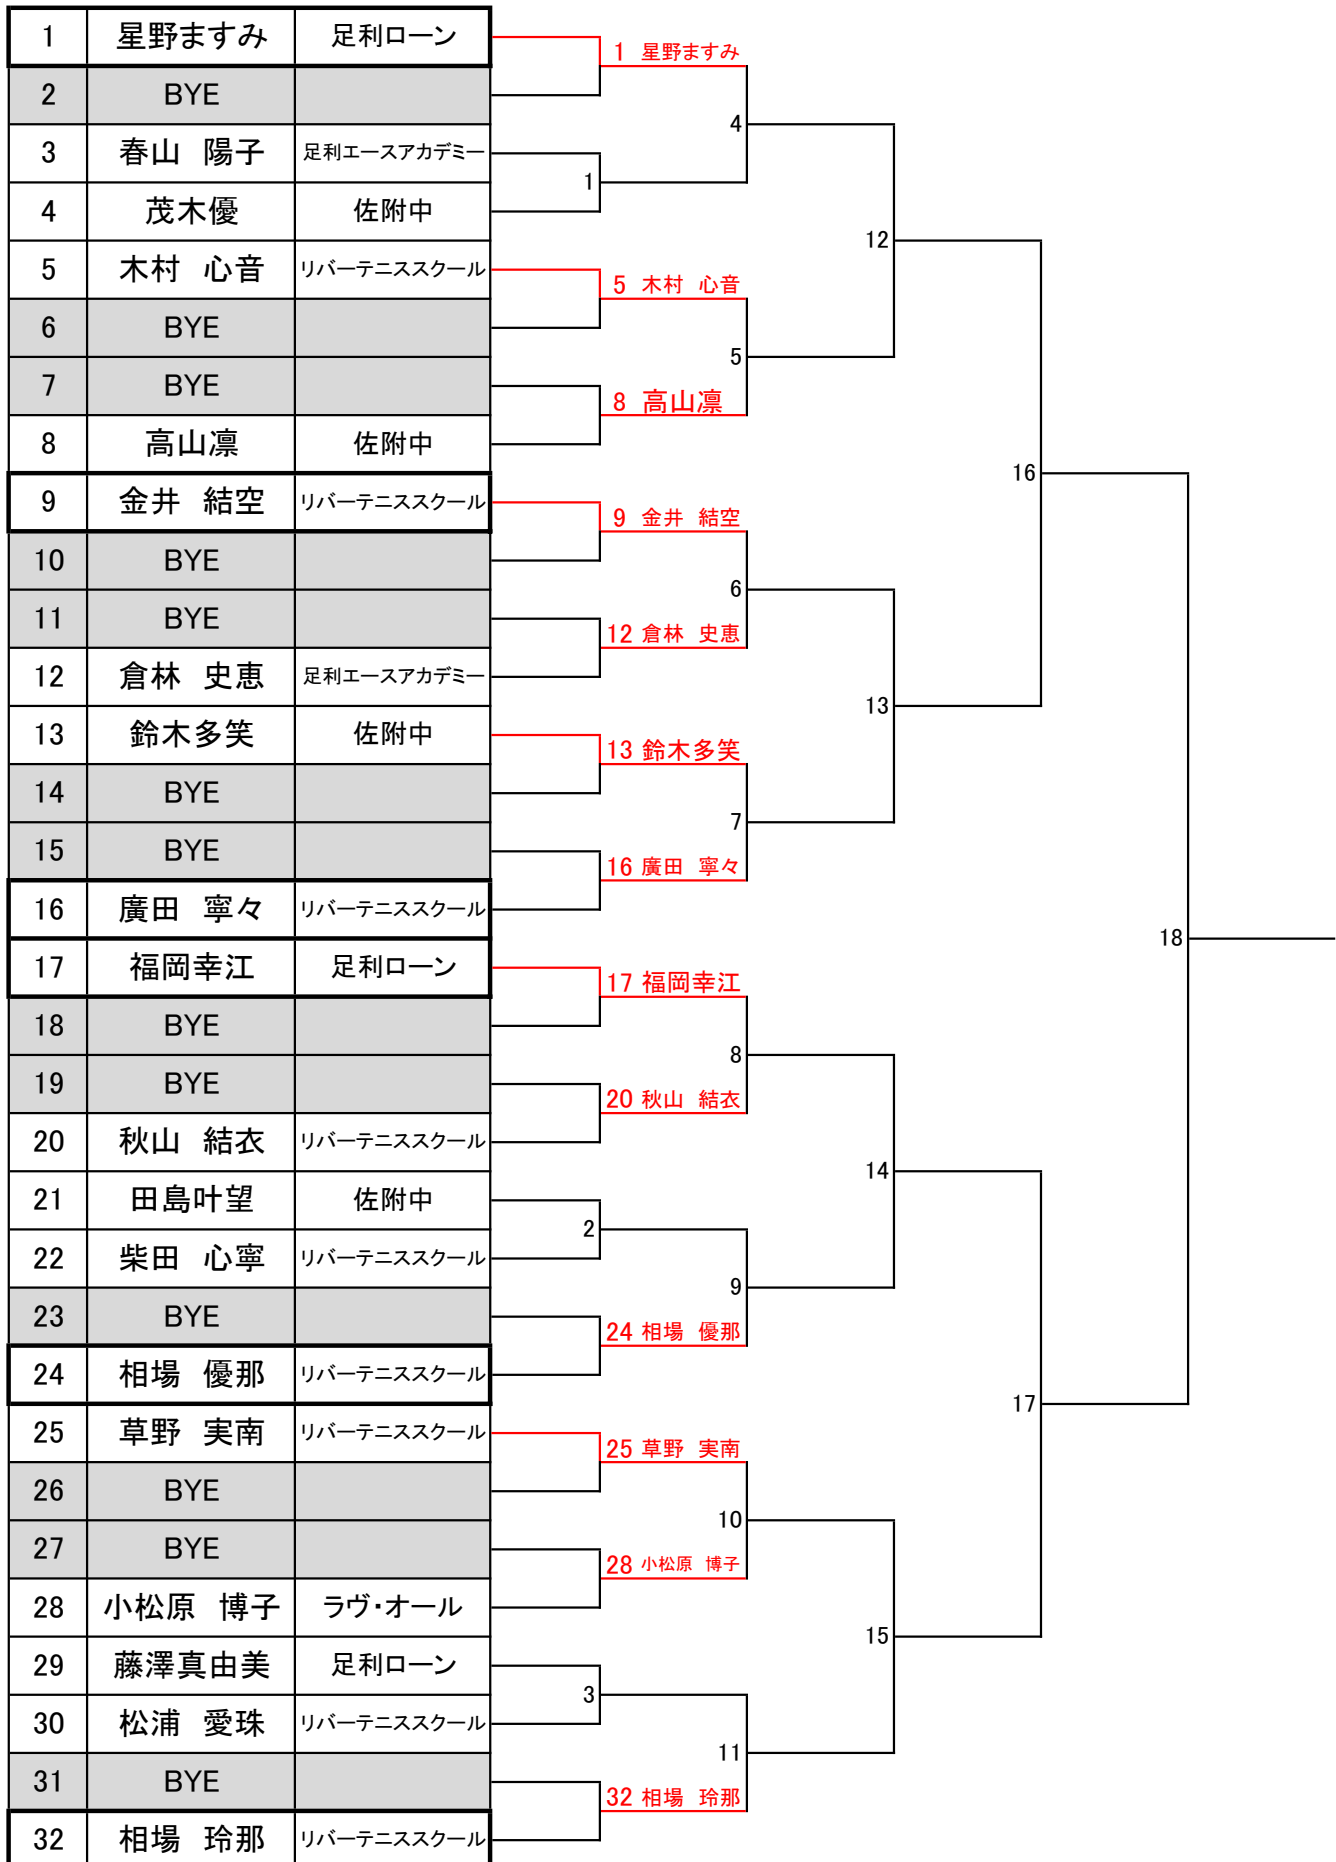 1 星野ますみ 足利ローン
2 BYE
3 春山 陽子 足利エースアカデミー
4 茂木優 佐附中
5 木村 心音 リバーテニススクール
6 BYE
7 BYE
8 高山凛 佐附中
9 金井 結空 リバーテニススクール
10 BYE
11 BYE
12 倉林 史恵 足利エースアカデミー
13 鈴木多笑 佐附中
14 BYE
15 BYE
16 廣田 寧々 リバーテニススクール
17 福岡幸江 足利ローン
18 BYE
19 BYE
20 秋山 結衣 リバーテニススクール
21 田島叶望 佐附中
22 柴田 心寧 リバーテニススクール
23 BYE
24 相場 優那 リバーテニススクール
25 草野 実南 リバーテニススクール
26 BYE
27 BYE
28 小松原 博子 ラヴ・オール
29 藤澤真由美 足利ローン
30 松浦 愛珠 リバーテニススクール
31 BYE
32 相場 玲那 リバーテニススクール
1 星野ますみ
1
5 木村 心音
8 高山凛
9 金井 結空
12 倉林 史恵
13 鈴木多笑
16 廣田 寧々
17 福岡幸江
20 秋山 結衣
2
24 相場 優那
25 草野 実南
28 小松原 博子
3
32 相場 玲那
4
5
6
7
8
9
10
11
12
13
14
15
16
17
18